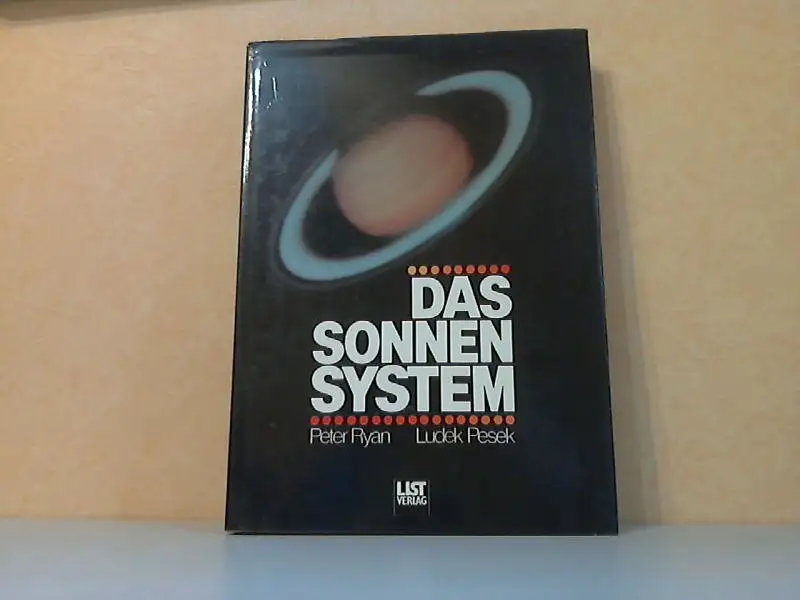 DAS
SONNEN
SYSTEM
Peter Ryan Ludek Pesek
LIST
VERLAG